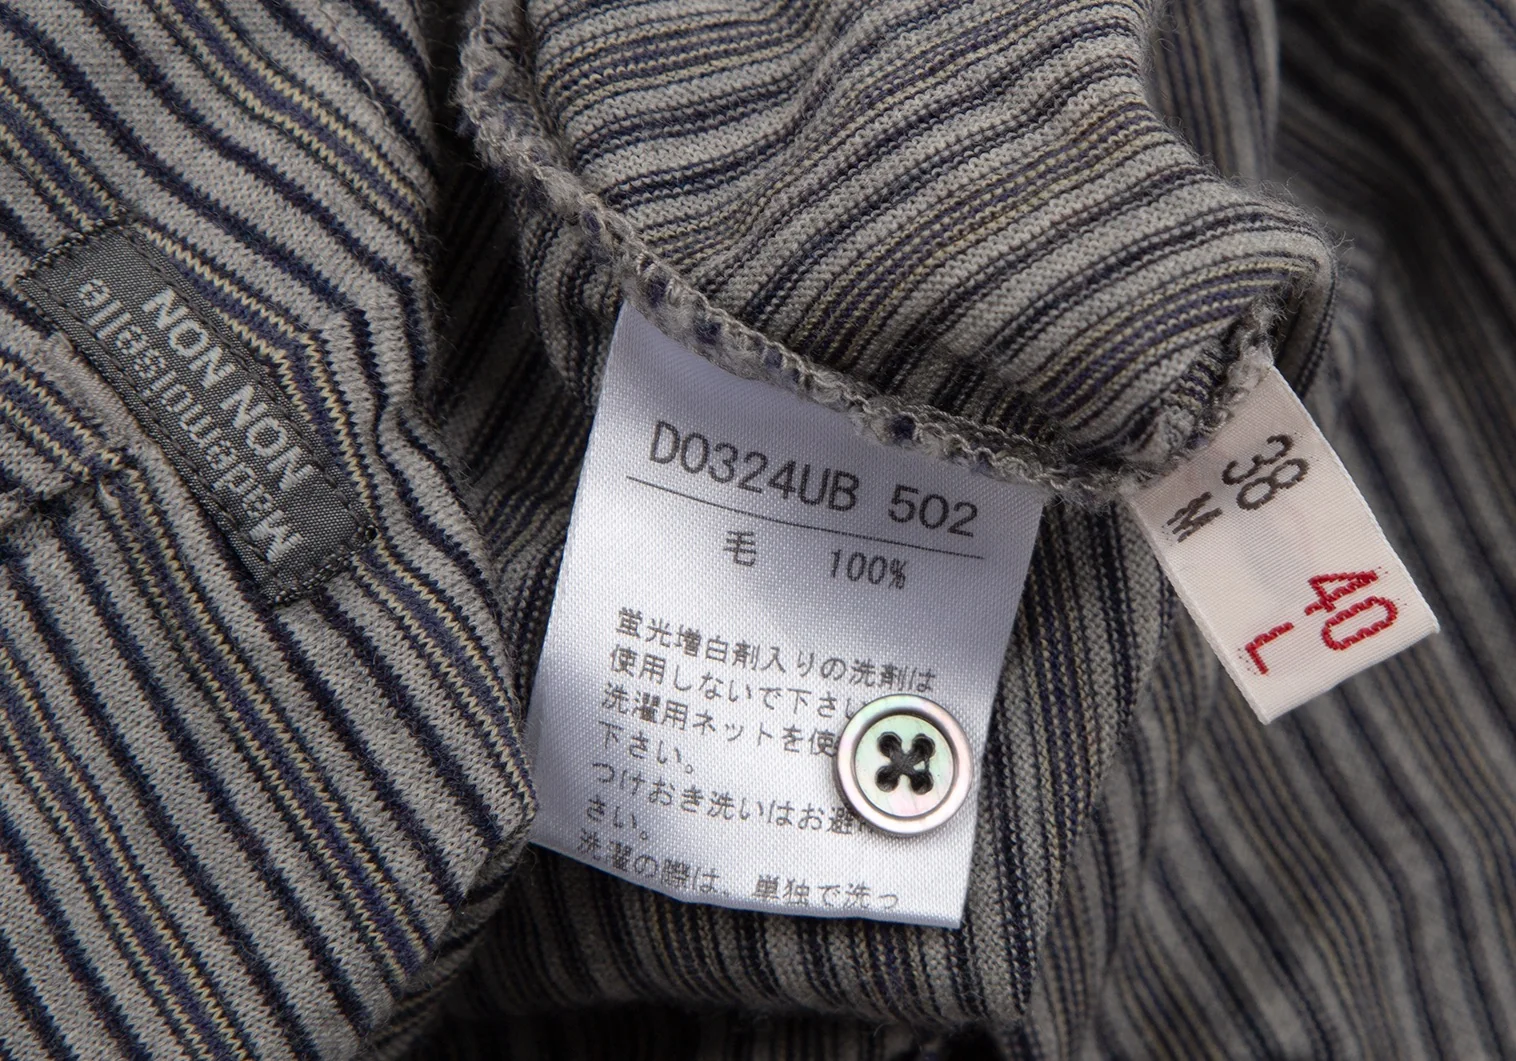 Mademoiselle
NON NON
D0324UB 502
毛 100%
蛍光増白剤入りの洗剤は
使用しないで下さい
洗濯用ネットを使
下さい。
つけおき洗いはお避
さい。
洗濯の際は、単独で洗っ
38
M
40
L